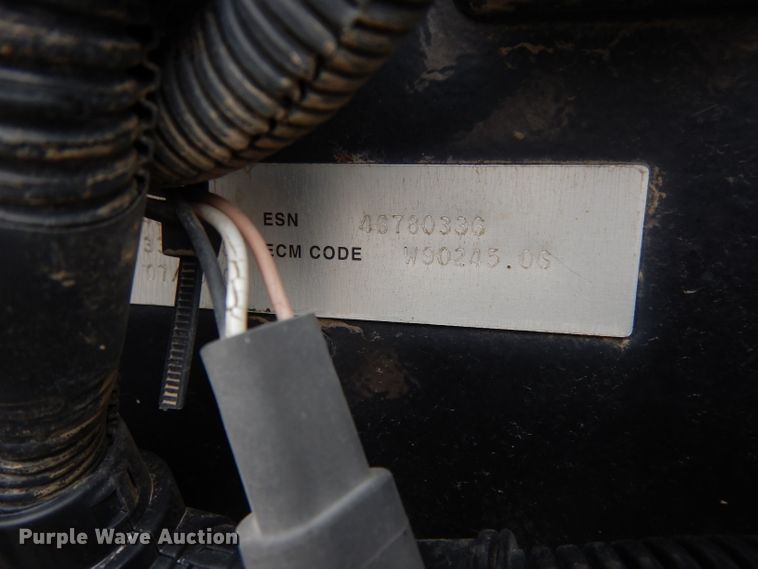 ESN 46780336
ECM CODE W90245.06
Purple Wave Auction